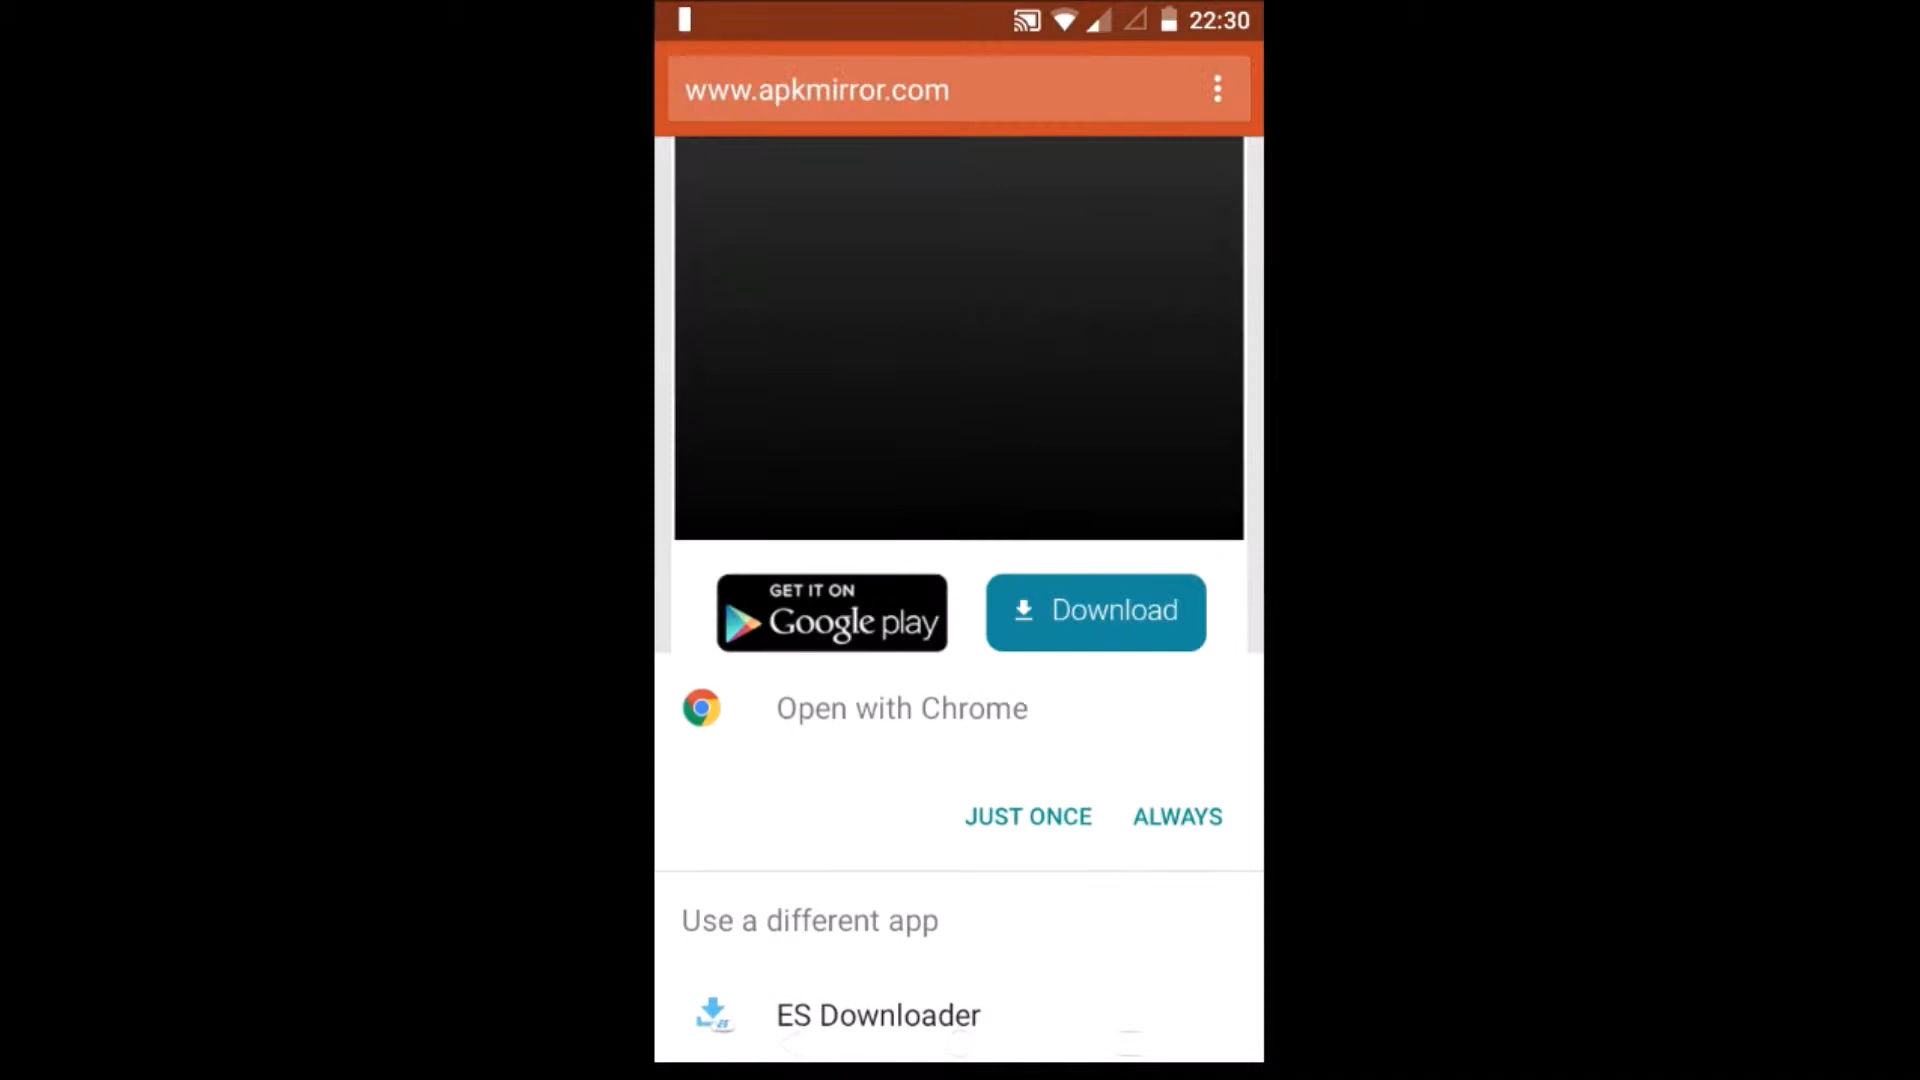 22:30
www.apkmirror.com
GET IT ON
Google play
Download
Open with Chrome
JUST ONCE
ALWAYS
Use a different app
ES Downloader